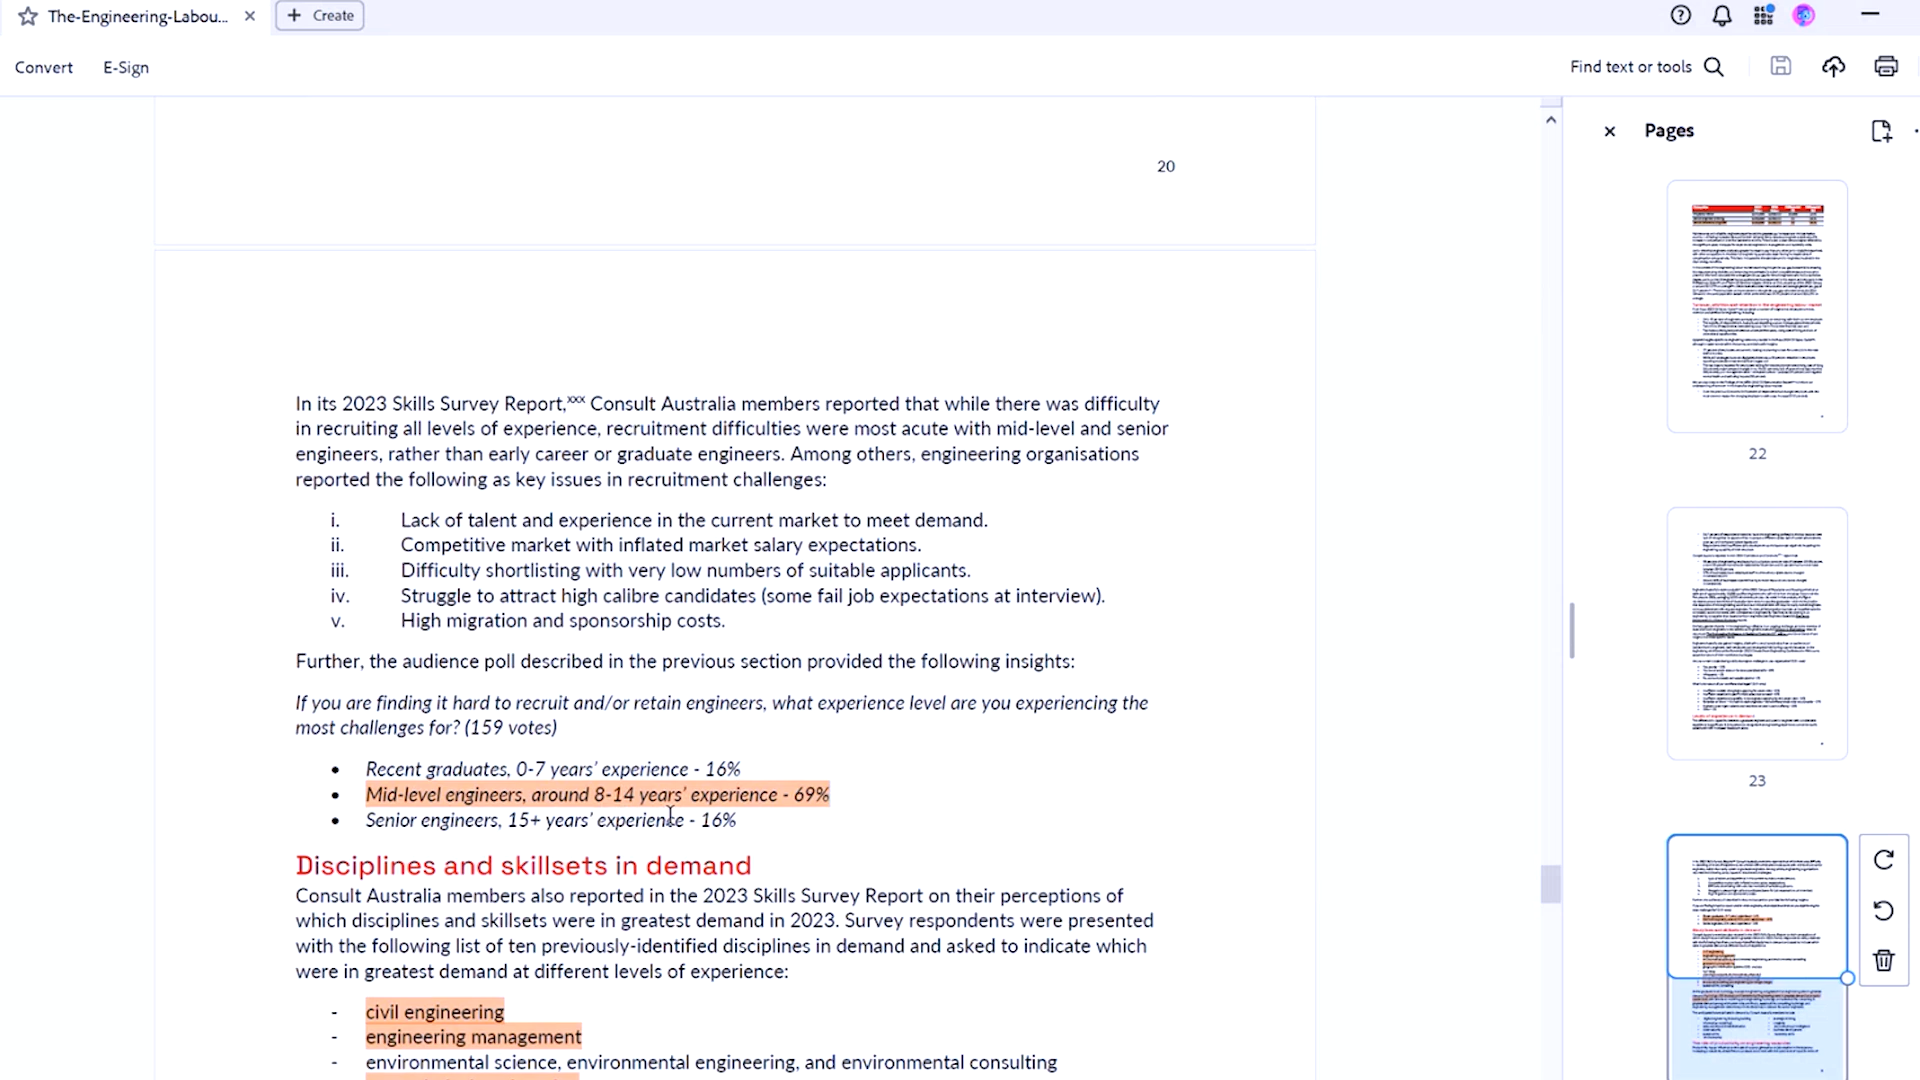 The-Engineering-Labou...
Create
Convert
E-Sign
Find text or tools
Pages
20
In its 2023 Skills Survey Report,xxx Consult Australia members reported that while there was difficulty
in recruiting all levels of experience, recruitment difficulties were most acute with mid-level and senior
engineers, rather than early career or graduate engineers. Among others, engineering organisations
reported the following as key issues in recruitment challenges:
i. Lack of talent and experience in the current market to meet demand.
ii. Competitive market with inflated market salary expectations.
iii. Difficulty shortlisting with very low numbers of suitable applicants.
iv. Struggle to attract high calibre candidates (some fail job expectations at interview).
v. High migration and sponsorship costs.
Further, the audience poll described in the previous section provided the following insights:
If you are finding it hard to recruit and/or retain engineers, what experience level are you experiencing the
most challenges for? (159 votes)
• Recent graduates, 0-7 years’ experience - 16%
• Mid-level engineers, around 8-14 years’ experience - 69%
• Senior engineers, 15+ years’ experience - 16%
Disciplines and skillsets in demand
Consult Australia members also reported in the 2023 Skills Survey Report on their perceptions of
which disciplines and skillsets were in greatest demand in 2023. Survey respondents were presented
with the following list of ten previously-identified disciplines in demand and asked to indicate which
were in greatest demand at different levels of experience:
- civil engineering
- engineering management
- environmental science, environmental engineering, and environmental consulting
22
23